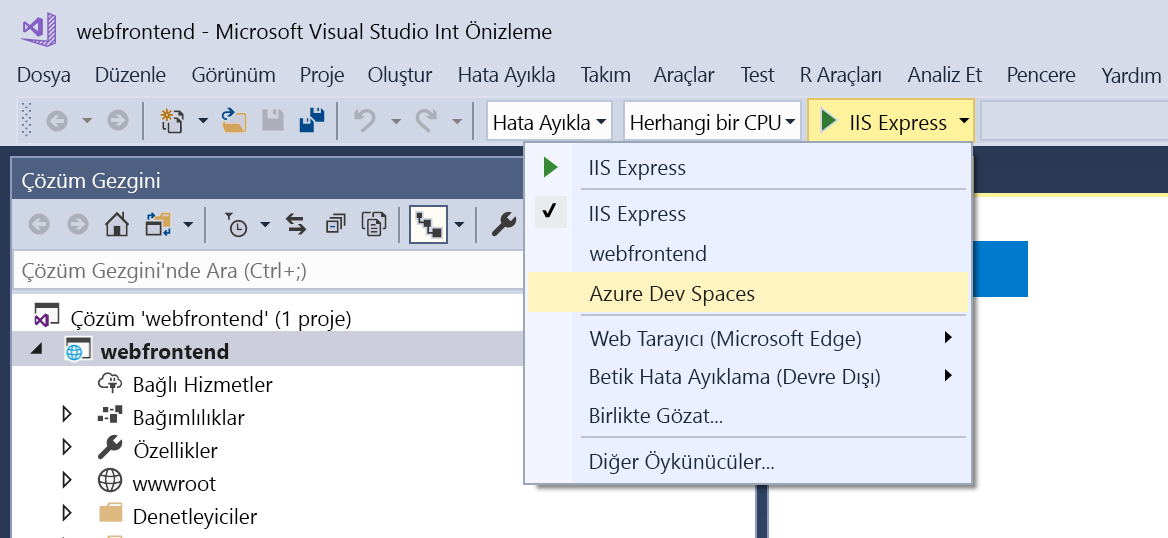 webfrontend - Microsoft Visual Studio Int Önizleme
Dosya Düzenle Görünüm Proje Oluştur Hata Ayıkla Takım Araçlar Test R Araçları Analiz Et Pencere Yardım
Hata Ayıkla Herhangi bir CPU IIS Express
Çözüm Gezgini
Çözüm Gezgini'nde Ara (Ctrl+;)
Çözüm 'webfrontend' (1 proje)
webfrontend
Bağlı Hizmetler
Bağımlılıklar
Özellikler
wwwroot
Denetleyiciler
IIS Express
IIS Express
webfrontend
Azure Dev Spaces
Web Tarayıcı (Microsoft Edge)
Betik Hata Ayıklama (Devre Dışı)
Birlikte Gözat...
Diğer Öykünücüler...